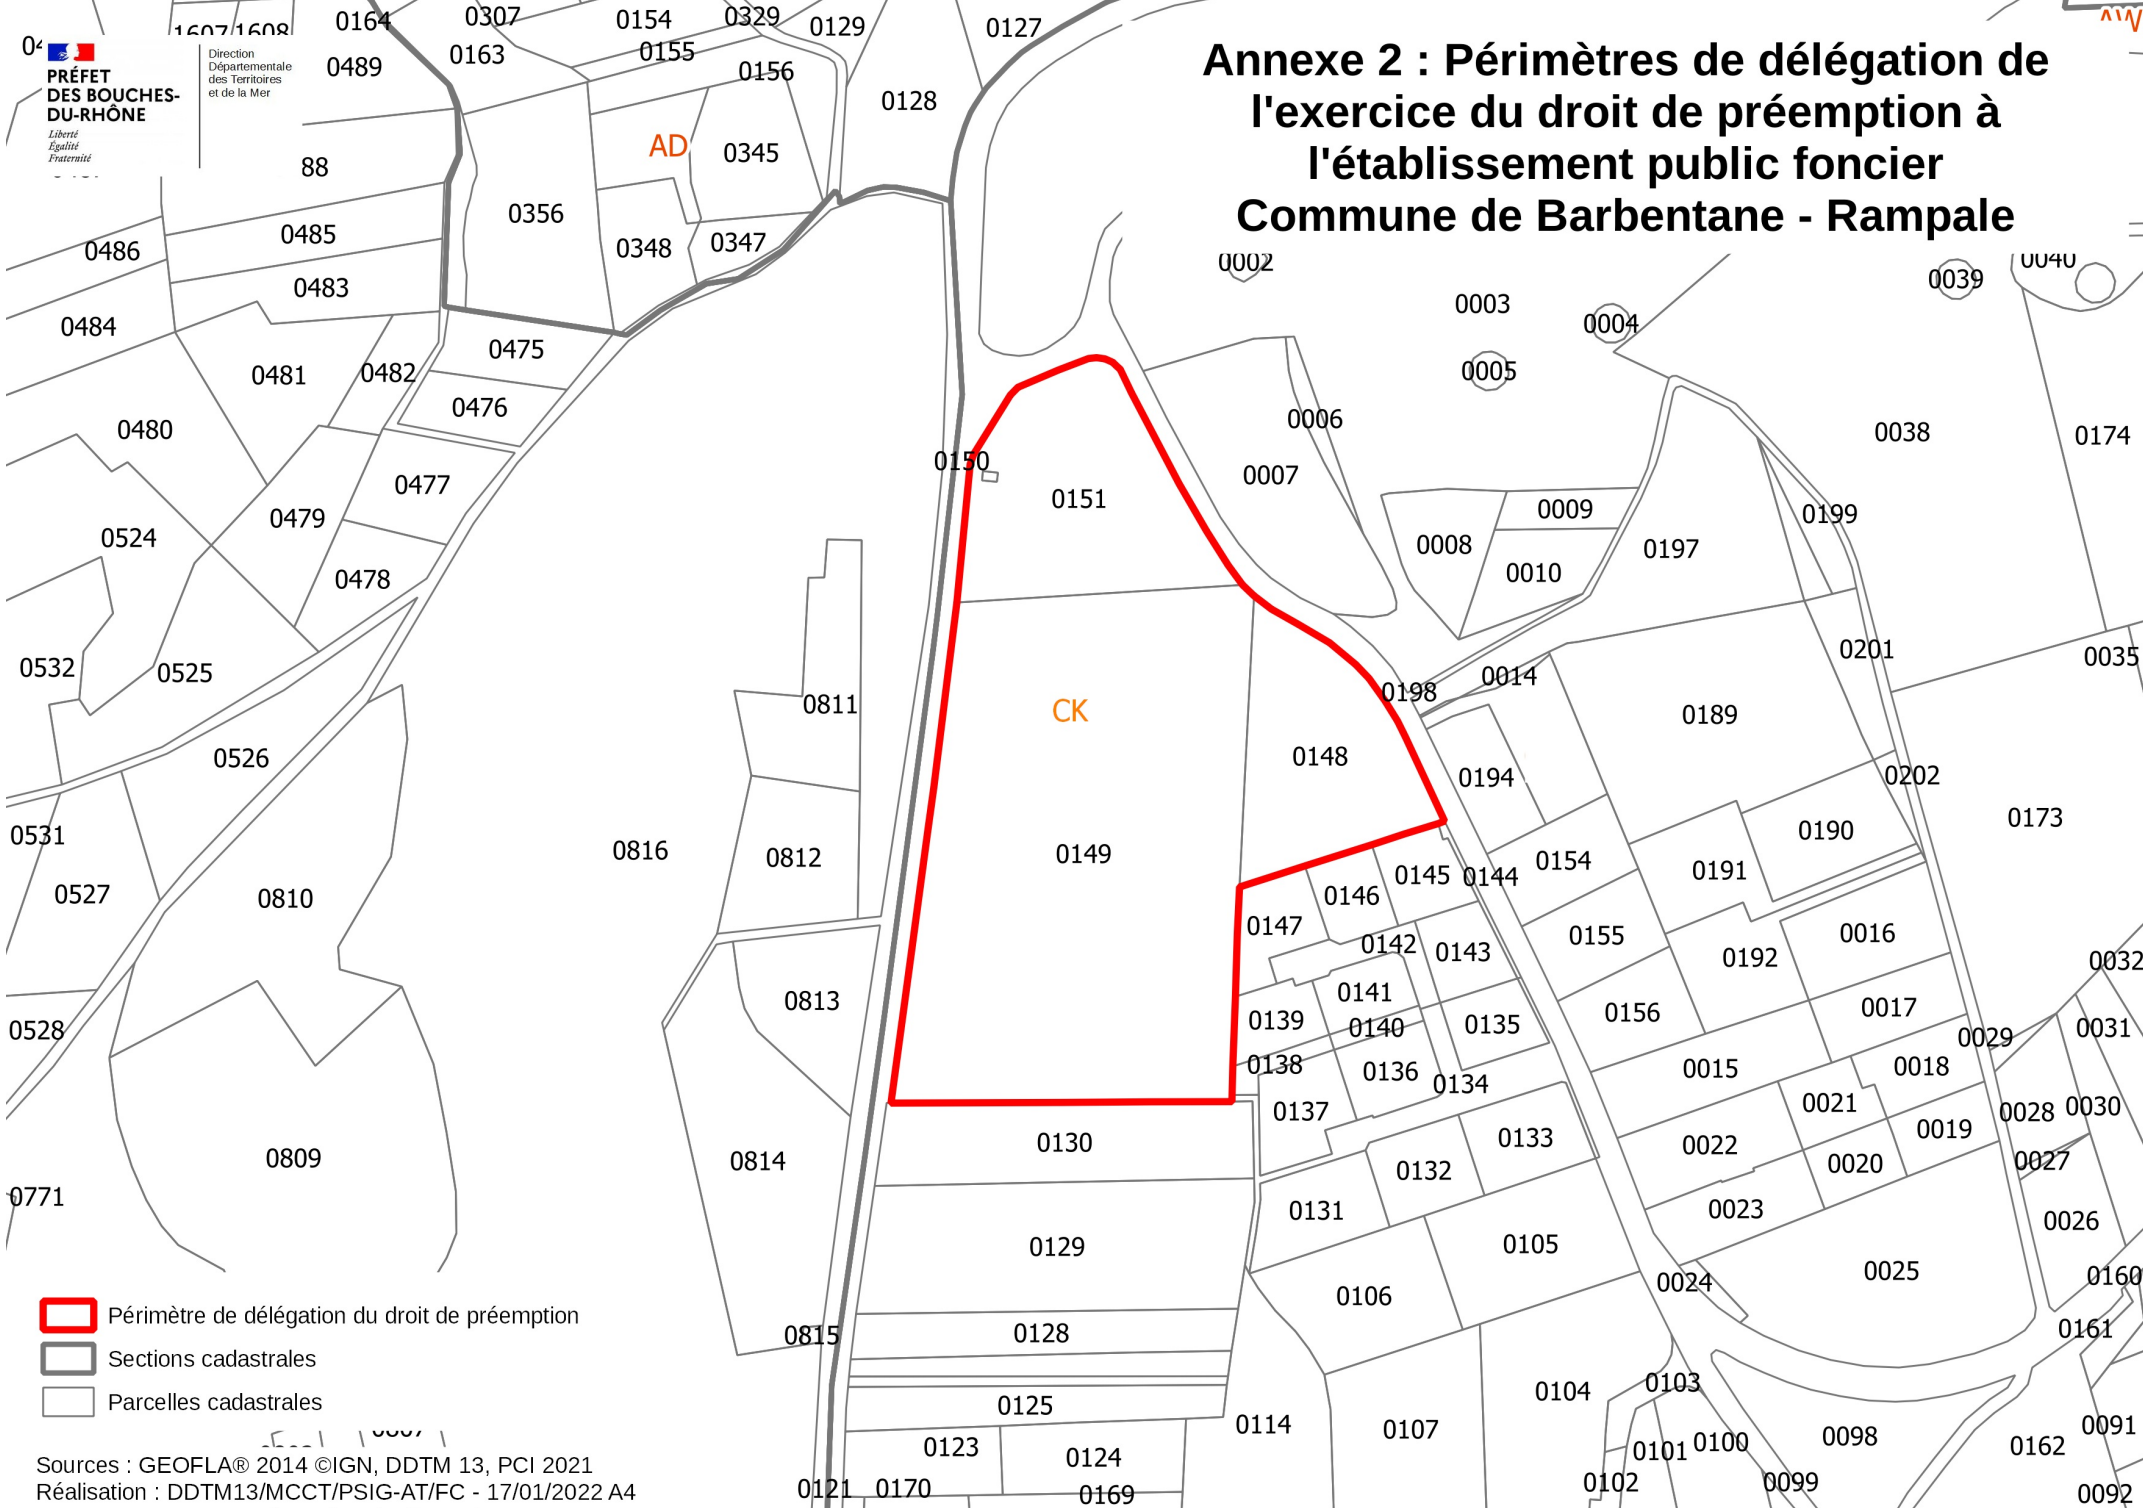 Annexe 2 : Périmètres de délégation de
l'exercice du droit de préemption à
l'établissement public foncier
Commune de Barbentane - Rampale
PRÉFET
DES BOUCHES-
DU-RHÔNE
Liberté
Égalité
Fraternité
Direction
Départementale
des Territoires
et de la Mer
1607 1608 0164 0307 0154 0329 0129 0127
0489 0163 0155 0156 0128
88 AD 0345
0486 0485 0356 0348 0347
0484 0483 0475
0481 0482 0476
0480 0477
0524 0479 0478
0532 0525
0526 0811
0531 0527 0810 0816 0812
0528 0813
0809 0814
0771
0815
0002 0003 0004 0005 0039 0040
0006 0007 0038 0174
0150 0151 0008 0009 0010 0197 0199
0198 0014 0201 0035
CK 0148 0194 0189 0202
0149 0190 0173
0147 0146 0145 0144 0154 0191
0142 0143 0155 0192 0016
0032
0141 0139 0140 0135 0156 0017
0029 0031
0138 0136 0134 0015 0018
0137 0021 0028 0030
0130 0133 0022 0019
0132 0020 0027
0131 0023 0026
0129 0105 0025
0106 0024 0160
0128 0161
0125 0114 0107 0104 0103
0123 0124 0101 0100 0098 0162 0091
0121 0170 0169 0102 0099 0092
Périmètre de délégation du droit de préemption
Sections cadastrales
Parcelles cadastrales
Sources : GEOFLA® 2014 ©IGN, DDTM 13, PCI 2021
Réalisation : DDTM13/MCCT/PSIG-AT/FC - 17/01/2022 A4